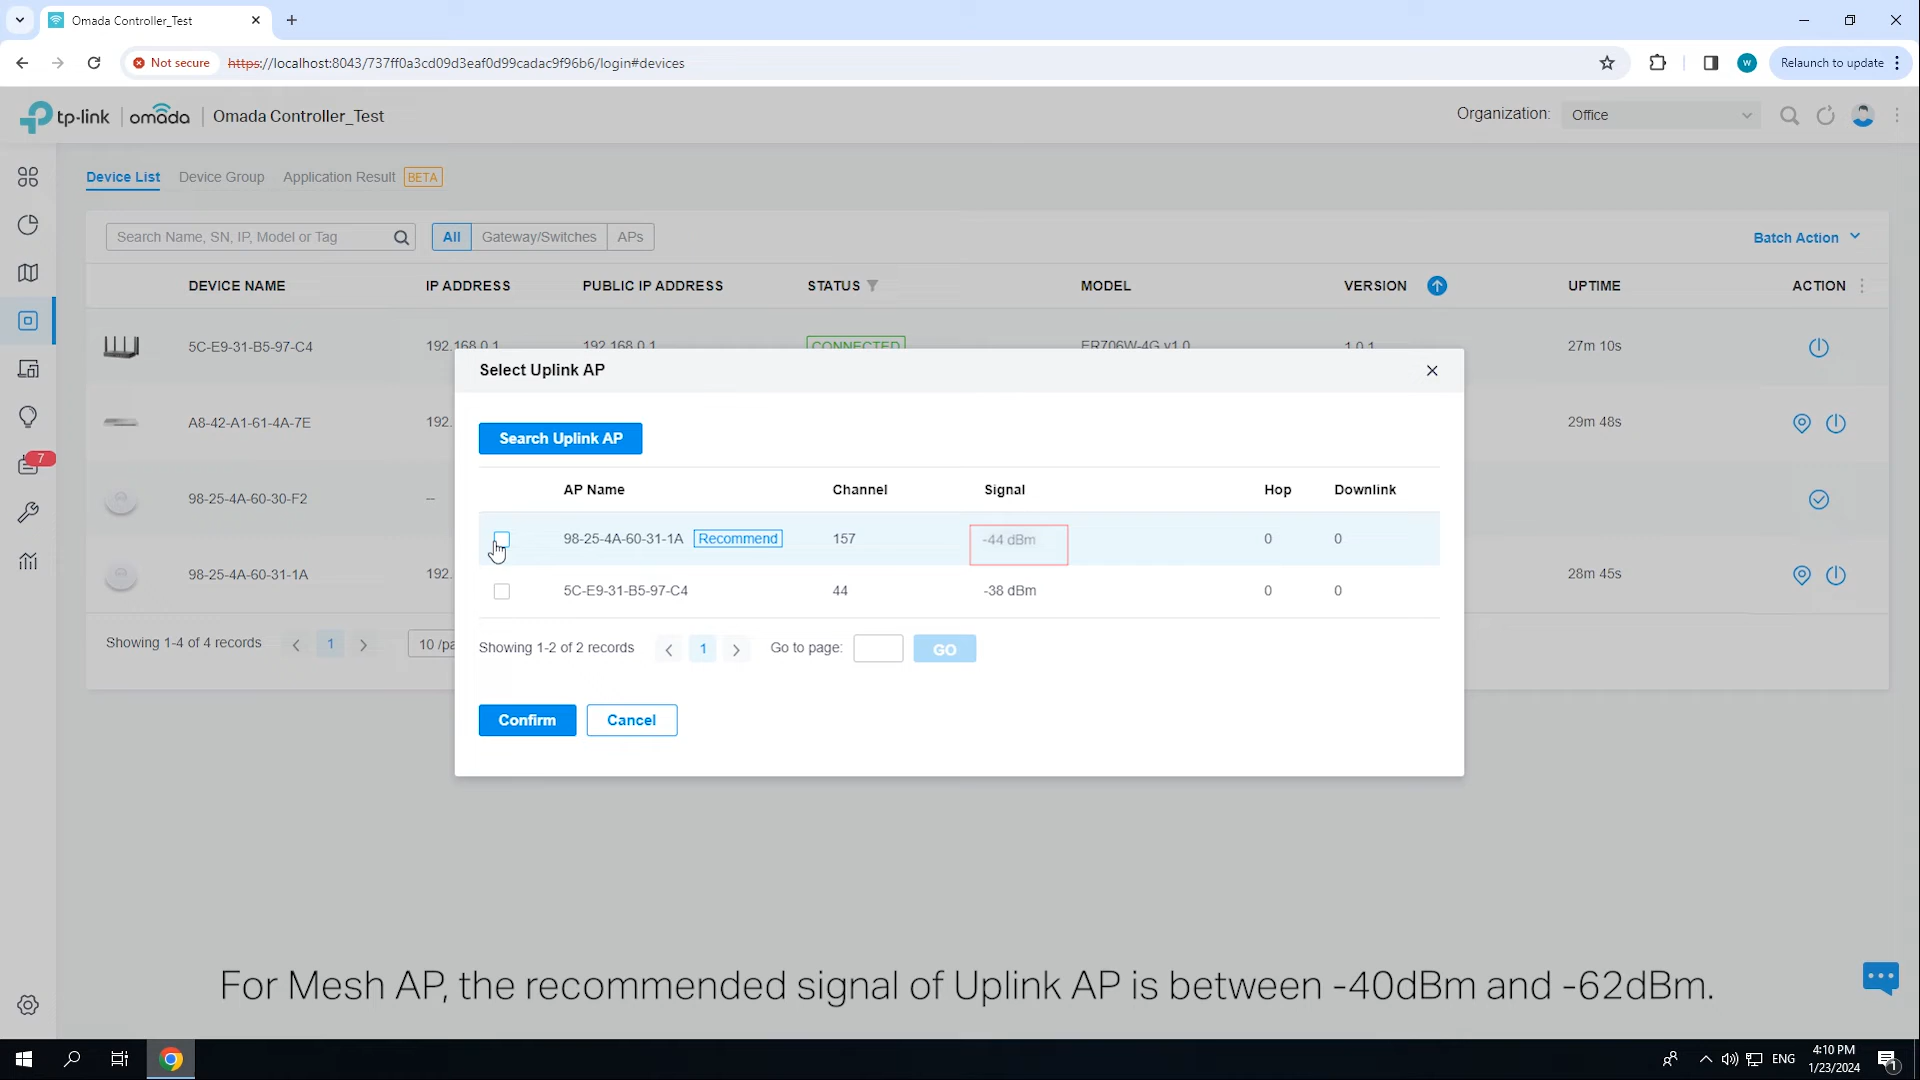 Omada Controller_Test
Not secure
https://localhost:8043/737ff0a3cd09d3eaf0d99cadac9f96b6/login#devices
W
Relaunch to update
tp-link | omada | Omada Controller_Test
Organization: Office
Device List Device Group Application Result BETA
Search Name, SN, IP, Model or Tag
All Gateway/Switches APs
Batch Action
DEVICE NAME IP ADDRESS PUBLIC IP ADDRESS STATUS MODEL VERSION UPTIME ACTION
5C-E9-31-B5-97-C4 192.168.0.1 192.168.0.1 CONNECTED ER706W-4G v1.0 1.0.1 27m 10s
Select Uplink AP
A8-42-A1-61-4A-7E 192. 29m 48s
Search Uplink AP
AP Name Channel Signal Hop Downlink
98-25-4A-60-30-F2 --
98-25-4A-60-31-1A Recommend 157 -44 dBm 0 0
98-25-4A-60-31-1A 192. 28m 45s
5C-E9-31-B5-97-C4 44 -38 dBm 0 0
7
Showing 1-4 of 4 records 1 10 /pa
Showing 1-2 of 2 records 1 Go to page: GO
Confirm Cancel
For Mesh AP, the recommended signal of Uplink AP is between -40dBm and -62dBm.
ENG
4:10 PM
1/23/2024
1